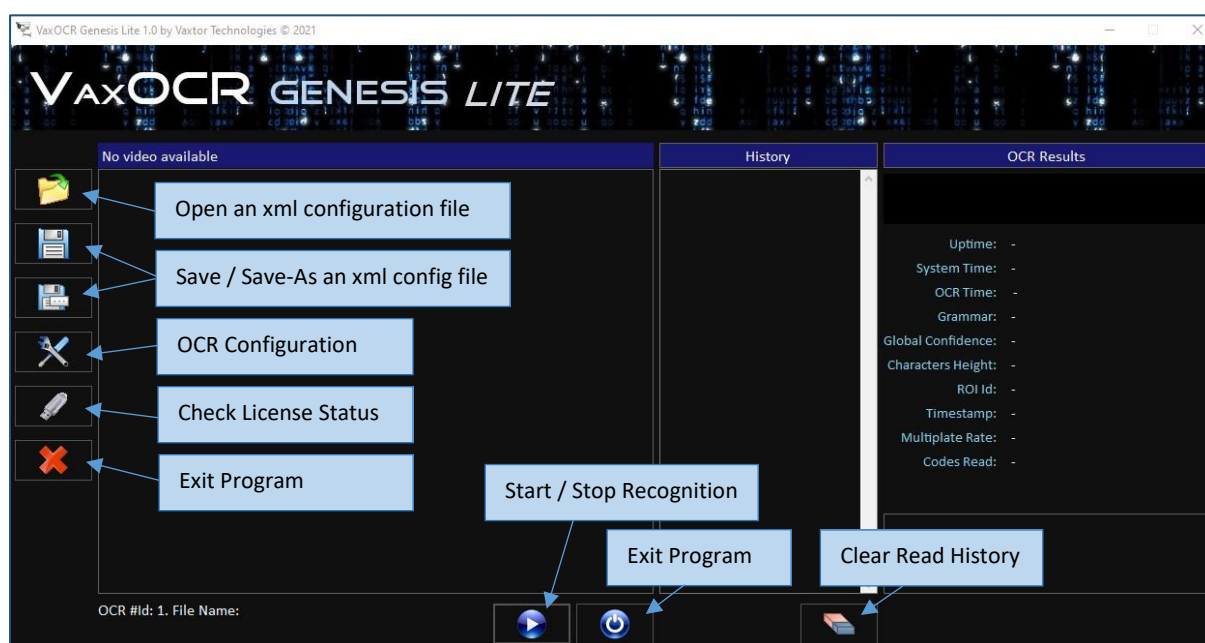 VaxOCR Genesis Lite 1.0 by Vaxtor Technologies © 2021
VAXOCR GENESIS LITE
No video available
History
OCR Results
Open an xml configuration file
Save / Save-As an xml config file
OCR Configuration
Check License Status
Exit Program
Uptime: -
System Time: -
OCR Time: -
Grammar: -
Global Confidence: -
Characters Height: -
ROI Id: -
Timestamp: -
Multiplate Rate: -
Codes Read: -
Start / Stop Recognition
Exit Program
Clear Read History
OCR #Id: 1. File Name: